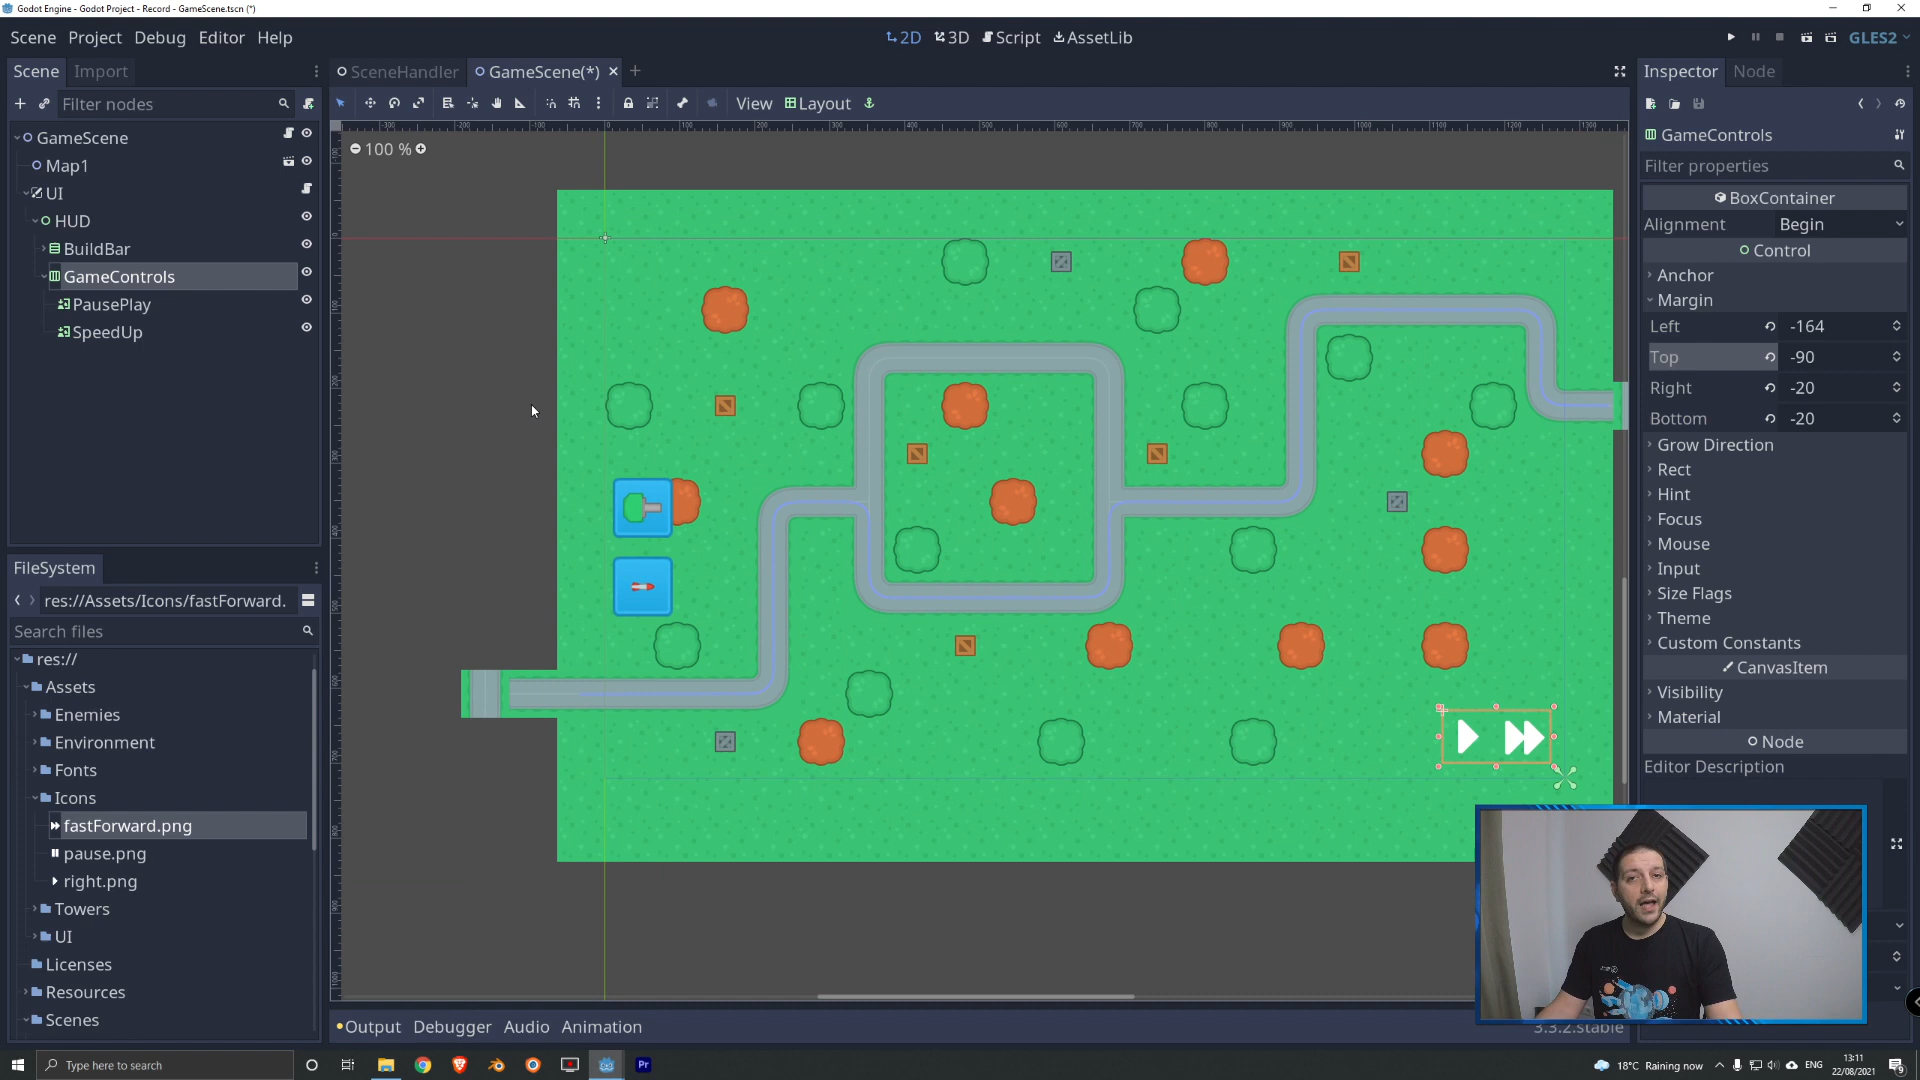 Godot Engine - Godot Project - Record - GameScene.tscn (*)
Scene Project Debug Editor Help
2D 3D Script AssetLib
GLES2
Scene Import
SceneHandler GameScene(*)
Inspector Node
Filter nodes
View Layout
GameScene
Map1
UI
HUD
BuildBar
GameControls
PausePlay
SpeedUp
100 %
GameControls
Filter properties
BoxContainer
Alignment Begin
Control
Anchor
Margin
Left -164
Top -90
Right -20
Bottom -20
Grow Direction
Rect
Hint
Focus
Mouse
Input
Size Flags
Theme
Custom Constants
CanvasItem
Visibility
Material
Node
Editor Description
FileSystem
res://Assets/Icons/fastForward.
Search files
res://
Assets
Enemies
Environment
Fonts
Icons
fastForward.png
pause.png
right.png
Towers
UI
Licenses
Resources
Scenes
Output Debugger Audio Animation
3.3.2.stable
Type here to search
Pr
18°C Raining now
ENG
13:11
22/08/2021